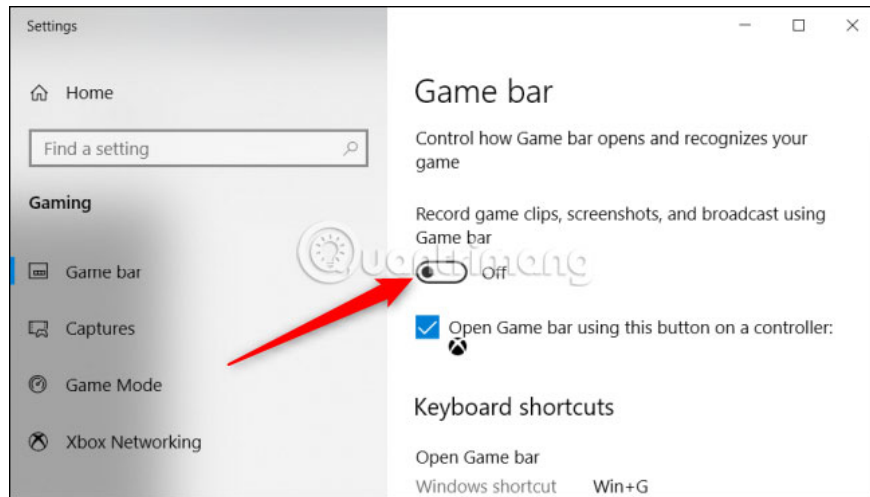 Settings
Home
Find a setting
Gaming
Game bar
Captures
Game Mode
Xbox Networking
Game bar
Control how Game bar opens and recognizes your
game
Record game clips, screenshots, and broadcast using
Game bar
Off
Quantrimang
Open Game bar using this button on a controller:
Keyboard shortcuts
Open Game bar
Windows shortcut Win+G